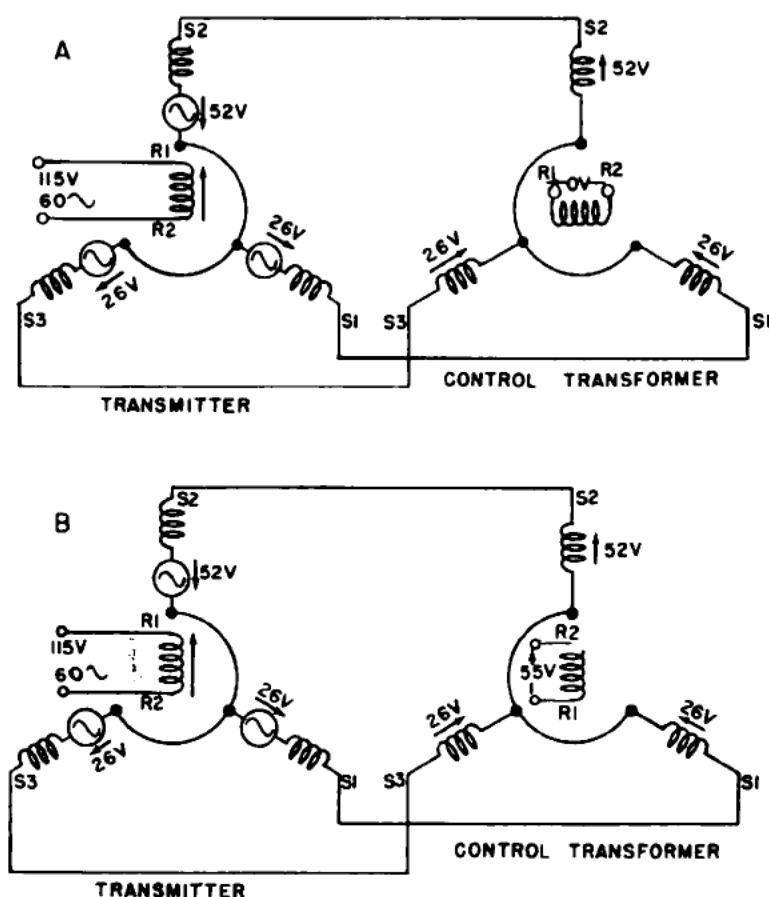 A
S2
S2
52V
52V
R1
R1
0V
R2
115V
60~
R2
26V
26V
26V
26V
S3
S1
S3
S1
CONTROL TRANSFORMER
TRANSMITTER
B
S2
S2
52V
52V
R1
R2
115V
55V
60~
R2
R1
26V
26V
26V
26V
S3
S1
S3
S1
CONTROL TRANSFORMER
TRANSMITTER